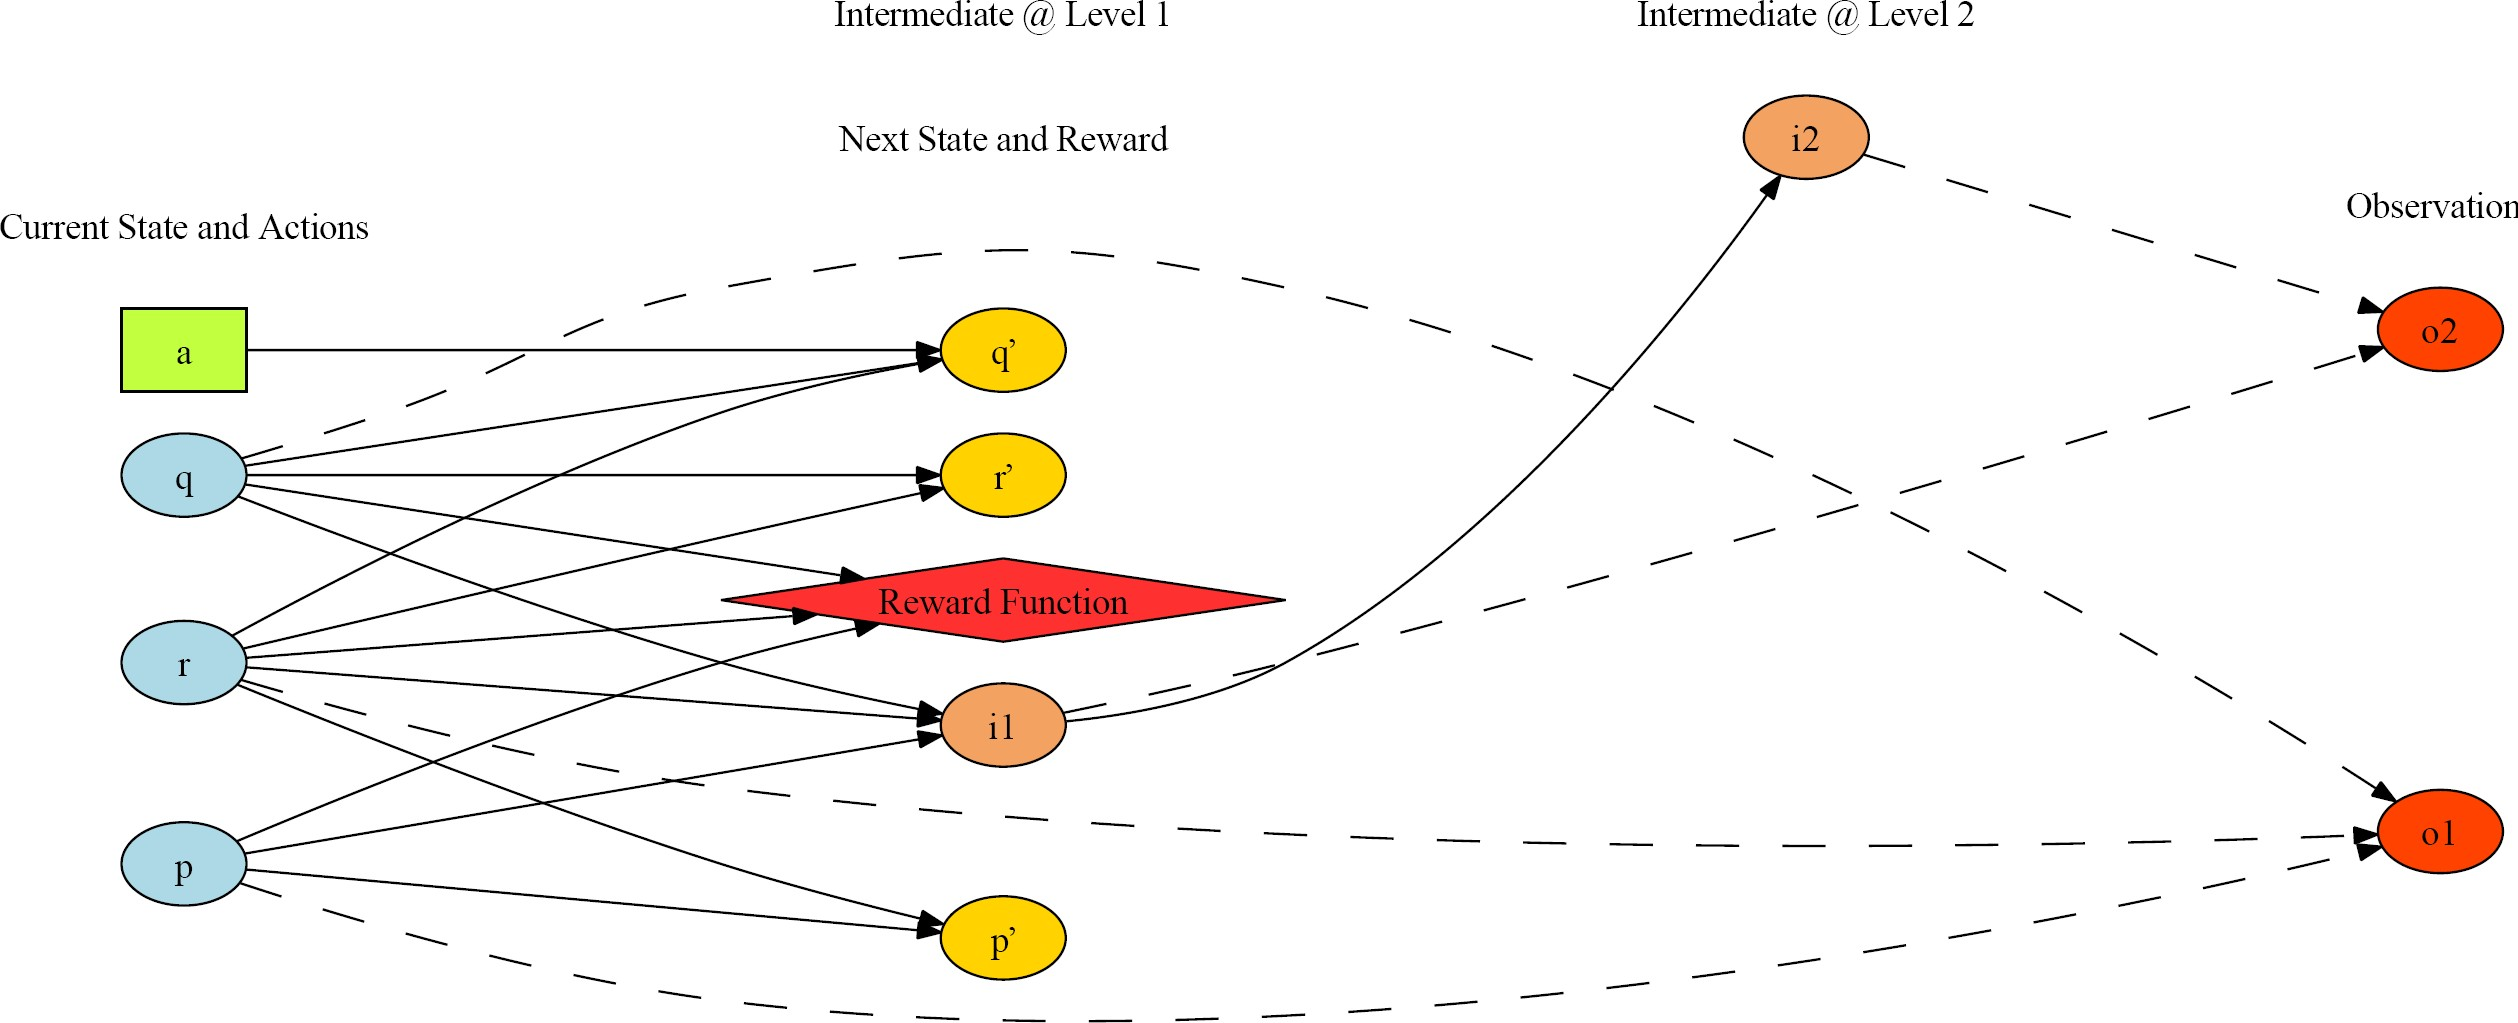 Intermediate @ Level 1
Intermediate @ Level 2
Next State and Reward
i2
Current State and Actions
Observation
a
q’
o2
q
r’
Reward Function
r
i1
o1
p
p’